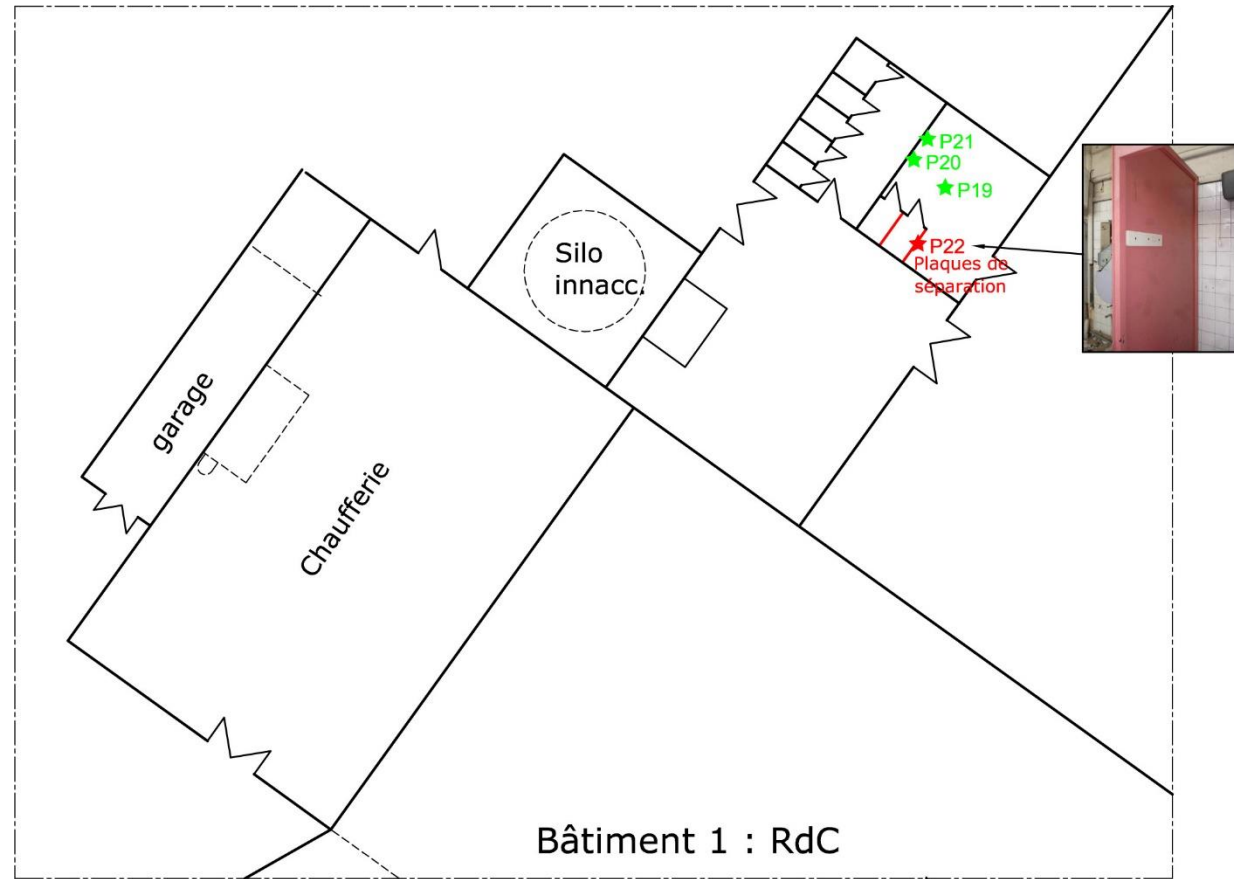 P21
P20
P19
P22
Plaques de
séparation
Silo
innacc.
garage
Chaufferie
Bâtiment 1 : RdC